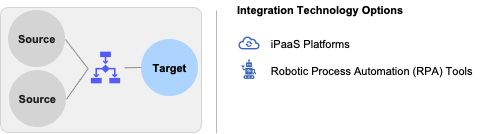 Source
Source
Target
Integration Technology Options
iPaaS Platforms
Robotic Process Automation (RPA) Tools